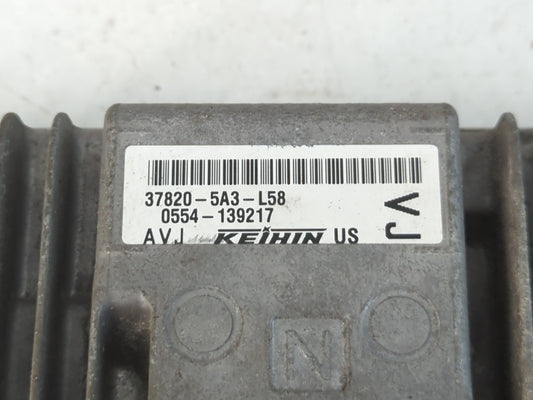 37820-5A3-L58
0554-139217
AVJ KEIHIN US
VJ
N